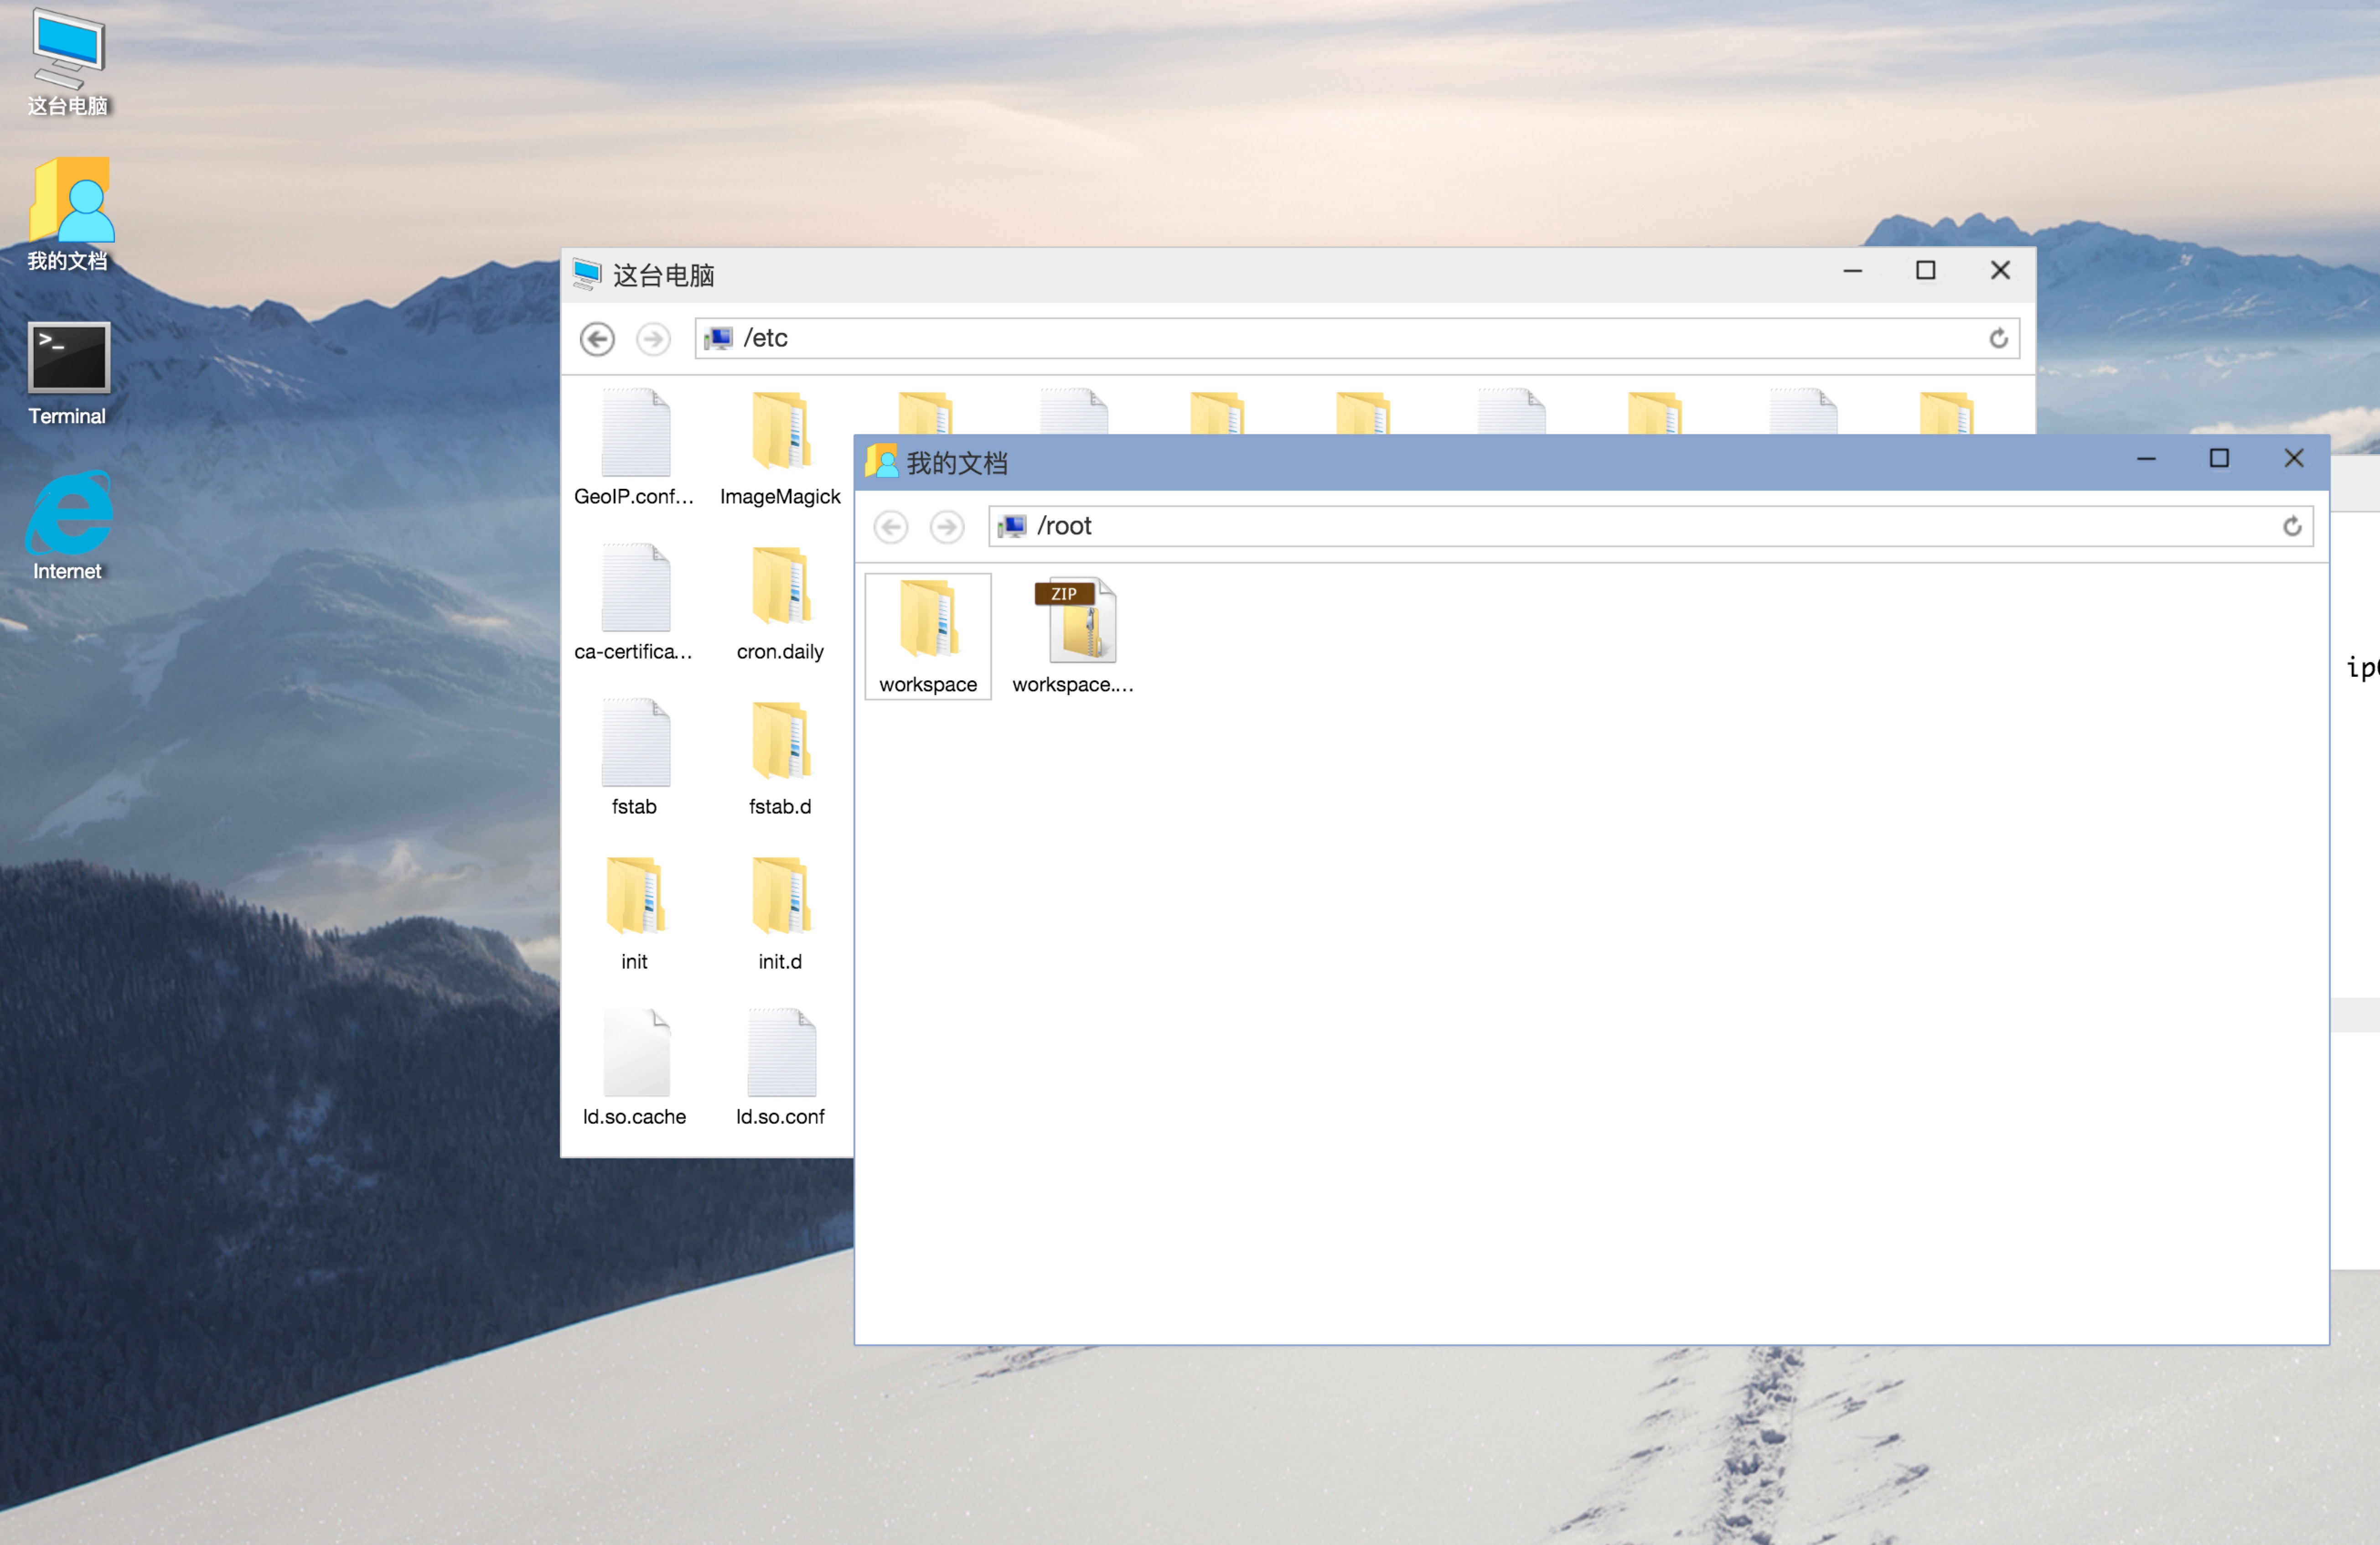 这台电脑
我的文档
Terminal
Internet
这台电脑
/etc
GeoIP.conf...
ImageMagick
ca-certifica...
cron.daily
fstab
fstab.d
init
init.d
ld.so.cache
ld.so.conf
我的文档
/root
workspace
ZIP
workspace....